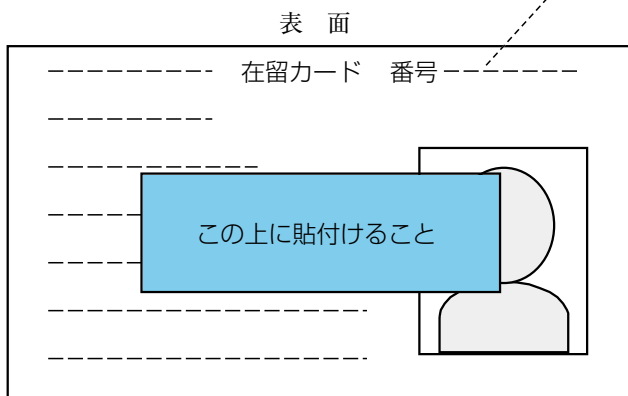 表 面
在留カード 番号
この上に貼付けること